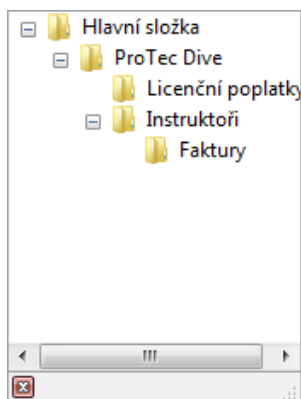 Hlavní složka
ProTec Dive
Licenční poplatky
Instruktoři
Faktury